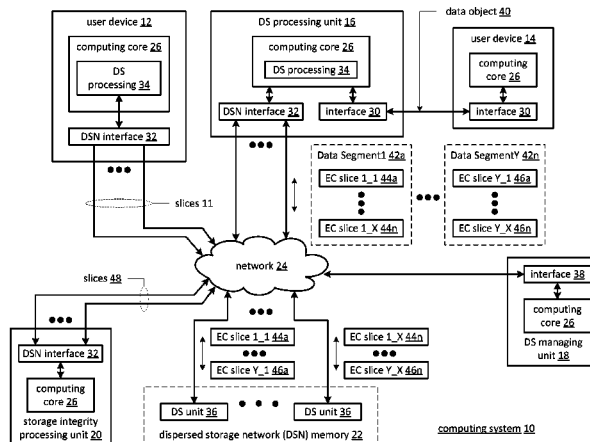 user device 12
computing core 26
DS processing 34
DSN interface 32
DS processing unit 16
computing core 26
DS processing 34
DSN interface 32
interface 30
data object 40
user device 14
computing core 26
interface 30
slices 11
Data Segment1 42a
EC slice 1_1 44a
EC slice 1_X 44n
Data SegmentY 42n
EC slice Y_1 46a
EC slice Y_X 46n
network 24
slices 48
DSN interface 32
computing core 26
storage integrity
processing unit 20
interface 38
computing core 26
DS managing
unit 18
EC slice 1_1 44a
EC slice Y_1 46a
EC slice 1_X 44n
EC slice Y_X 46n
DS unit 36
DS unit 36
dispersed storage network (DSN) memory 22
computing system 10